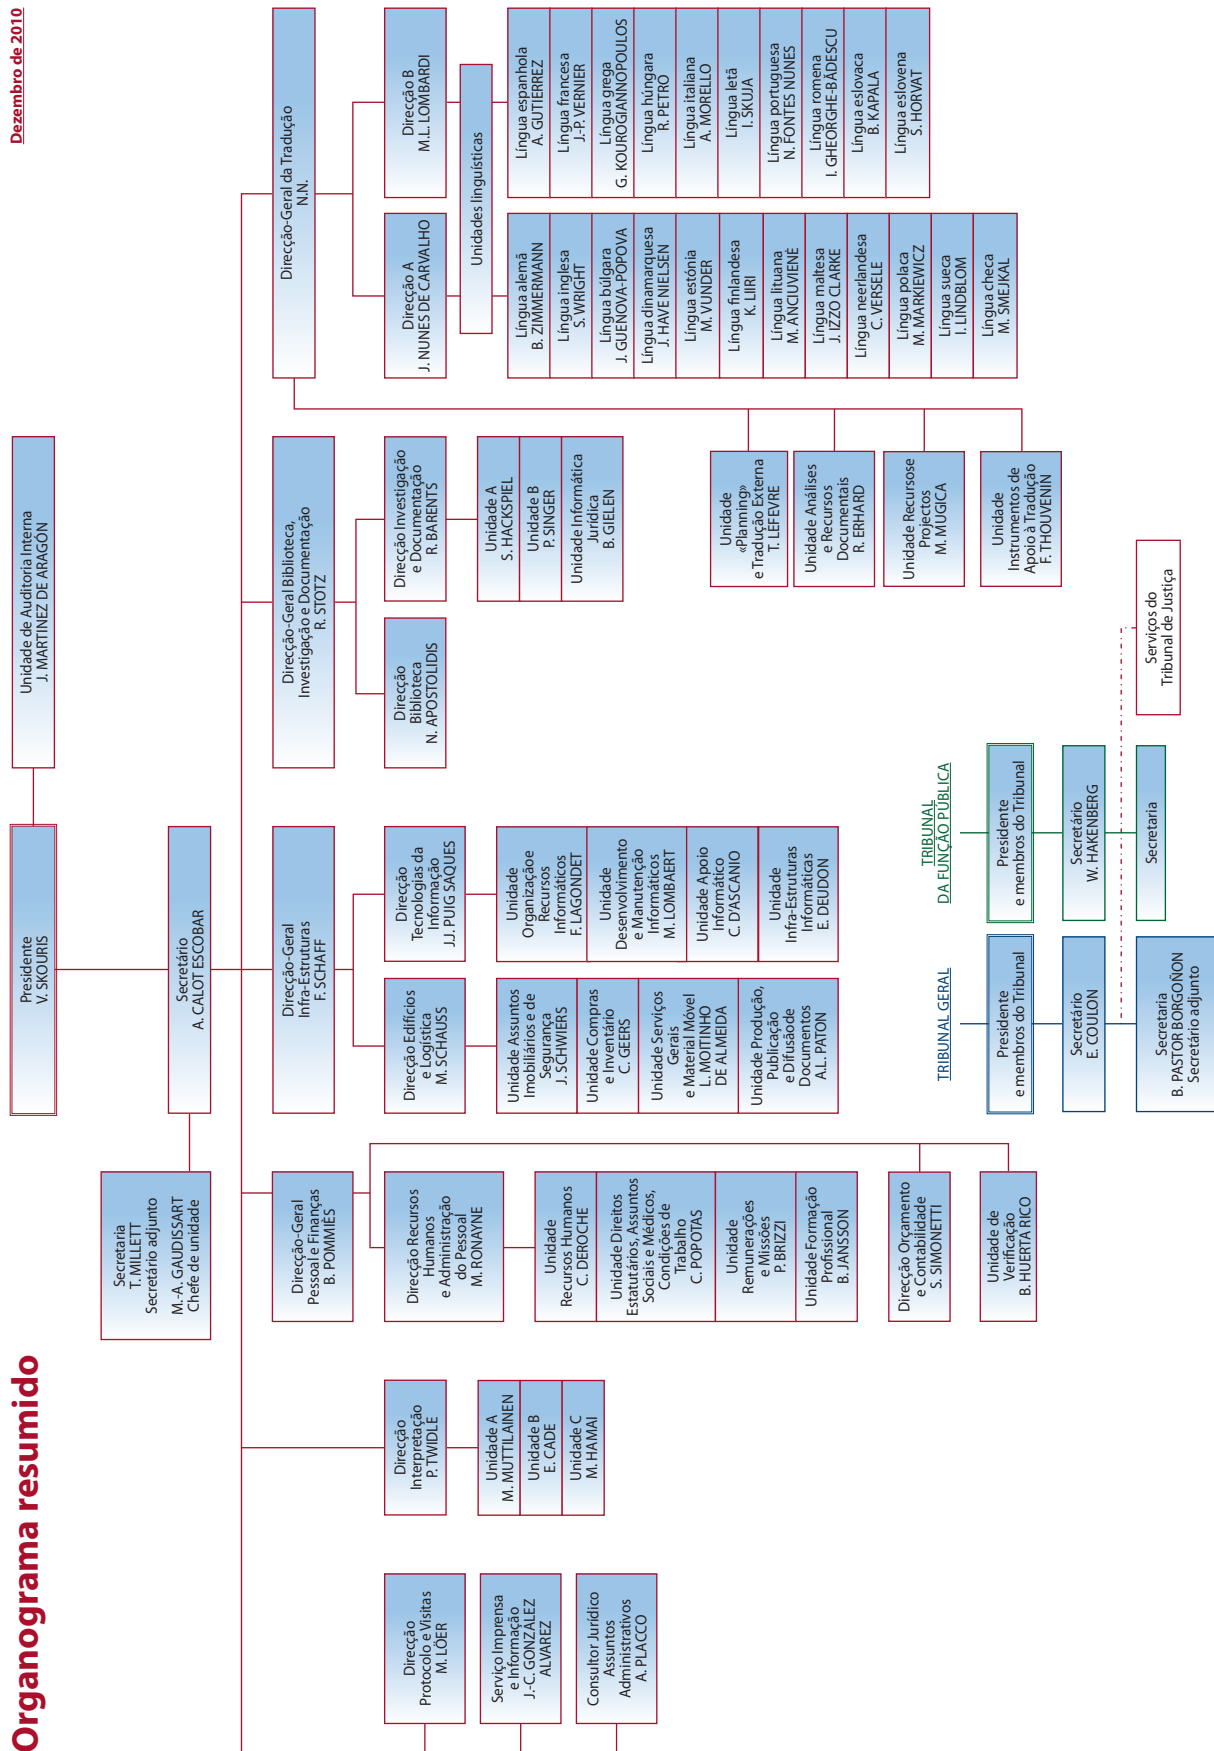 Organograma resumido
Dezembro de 2010
Presidente
V. SKOURIS
Unidade de Auditoria Interna
J. MARTINEZ DE ARAGÓN
Secretaria
T. MILLETT
Secretário adjunto
M.-A. GAUDISSART
Chefe de unidade
Secretário
A. CALOT ESCOBAR
Direcção
Protocolo e Visitas
M. LÖER
Serviço Imprensa
e Informação
J.-C. GONZÁLEZ
ALVAREZ
Consultor Jurídico
Assuntos
Administrativos
A. PLACCO
Direcção
Interpretação
P. TWIDLE
Unidade A
M. MUTTILAINEN
Unidade B
E. CADE
Unidade C
M. HAMAI
Direcção-Geral
Pessoal e Finanças
B. POMMIÈS
Direcção Recursos
Humanos
e Administração
do Pessoal
M. RONAYNE
Unidade
Recursos Humanos
C. DEROCHE
Unidade Direitos
Estatutários, Assuntos
Sociais e Médicos,
Condições de
Trabalho
C. POPOTAS
Unidade
Remunerações
e Missões
P. BRIZZI
Unidade Formação
Profissional
B. JANSSON
Direcção Orçamento
e Contabilidade
S. SIMONETTI
Unidade de
Verificação
B. HUERTA RICO
Direcção-Geral
Infra-Estruturas
F. SCHAFF
Direcção Edifícios
e Logística
M. SCHAUSS
Unidade Assuntos
Imobiliários e de
Segurança
J. SCHWIERS
Unidade Compras
e Inventário
C. GEERS
Unidade Serviços
Gerais
e Material Móvel
L. MOTINHO
DE ALMEIDA
Unidade Produção,
Publicação
e Difusãode
Documentos
A.L. PATON
Direcção
Tecnologias da
Informação
J.J. PUIG SAQUÉS
Unidade
Organizaçãoe
Recursos
Informáticos
F. LAGONDET
Unidade
Desenvolvimento
e Manutenção
Informáticos
M. LOMBAERT
Unidade Apoio
Informático
C. D'ASCANIO
Unidade
Infra-Estruturas
Informáticas
E. DEUDON
Direcção-Geral Biblioteca,
Investigação e Documentação
R. STOTZ
Direcção
Biblioteca
N. APOSTOLIDIS
Direcção Investigação
e Documentação
R. BARENTS
Unidade A
S. HACKSPIEL
Unidade B
P. SINGER
Unidade Informática
Jurídica
B. GIELEN
Direcção-Geral da Tradução
N.N.
Direcção A
J. NUNES DE CARVALHO
Direcção B
M.L. LOMBARDI
Unidades linguísticas
Língua alemã
B. ZIMMERMANN
Língua inglesa
S. WRIGHT
Língua búlgara
J. GUENOVA-POPOVA
Língua dinamarquesa
J. HAVE NIELSEN
Língua estónia
M. VUNDER
Língua finlandesa
K. LIIRI
Língua lituana
M. ANCIUVIENÉ
Língua maltesa
J. IZZO CLARKE
Língua neerlandesa
C. VERSELE
Língua polaca
M. MARKIEWICZ
Língua sueca
I. LINDBLOM
Língua checa
M. SMEJKAL
Língua espanhola
A. GUTIERREZ
Língua francesa
J.-P. VERNIER
Língua grega
G. KOUROGIANNOPOULOS
Língua húngara
R. PETRO
Língua italiana
A. MORELLO
Língua letã
I. SKUJA
Língua portuguesa
N. FONTES NUNES
Língua romena
I. GHEORGHE-BĂDESCU
Língua eslovaca
B. KAPALA
Língua eslovena
S. HORVAT
Unidade
«Planning»
e Tradução Externa
T. LEFEVRE
Unidade Análises
e Recursos
Documentais
R. ERHARD
Unidade Recursose
Projectos
M. MUGICA
Unidade
Instrumentos de
Apoio à Tradução
F. THOUVENIN
TRIBUNAL GERAL
Presidente
e membros do Tribunal
Secretário
E. COULON
Secretaria
B. PASTOR BORGOÑON
Secretário adjunto
TRIBUNAL
DA FUNÇÃO PÚBLICA
Presidente
e membros do Tribunal
Secretário
W. HAKENBERG
Secretaria
Serviços do
Tribunal de Justiça